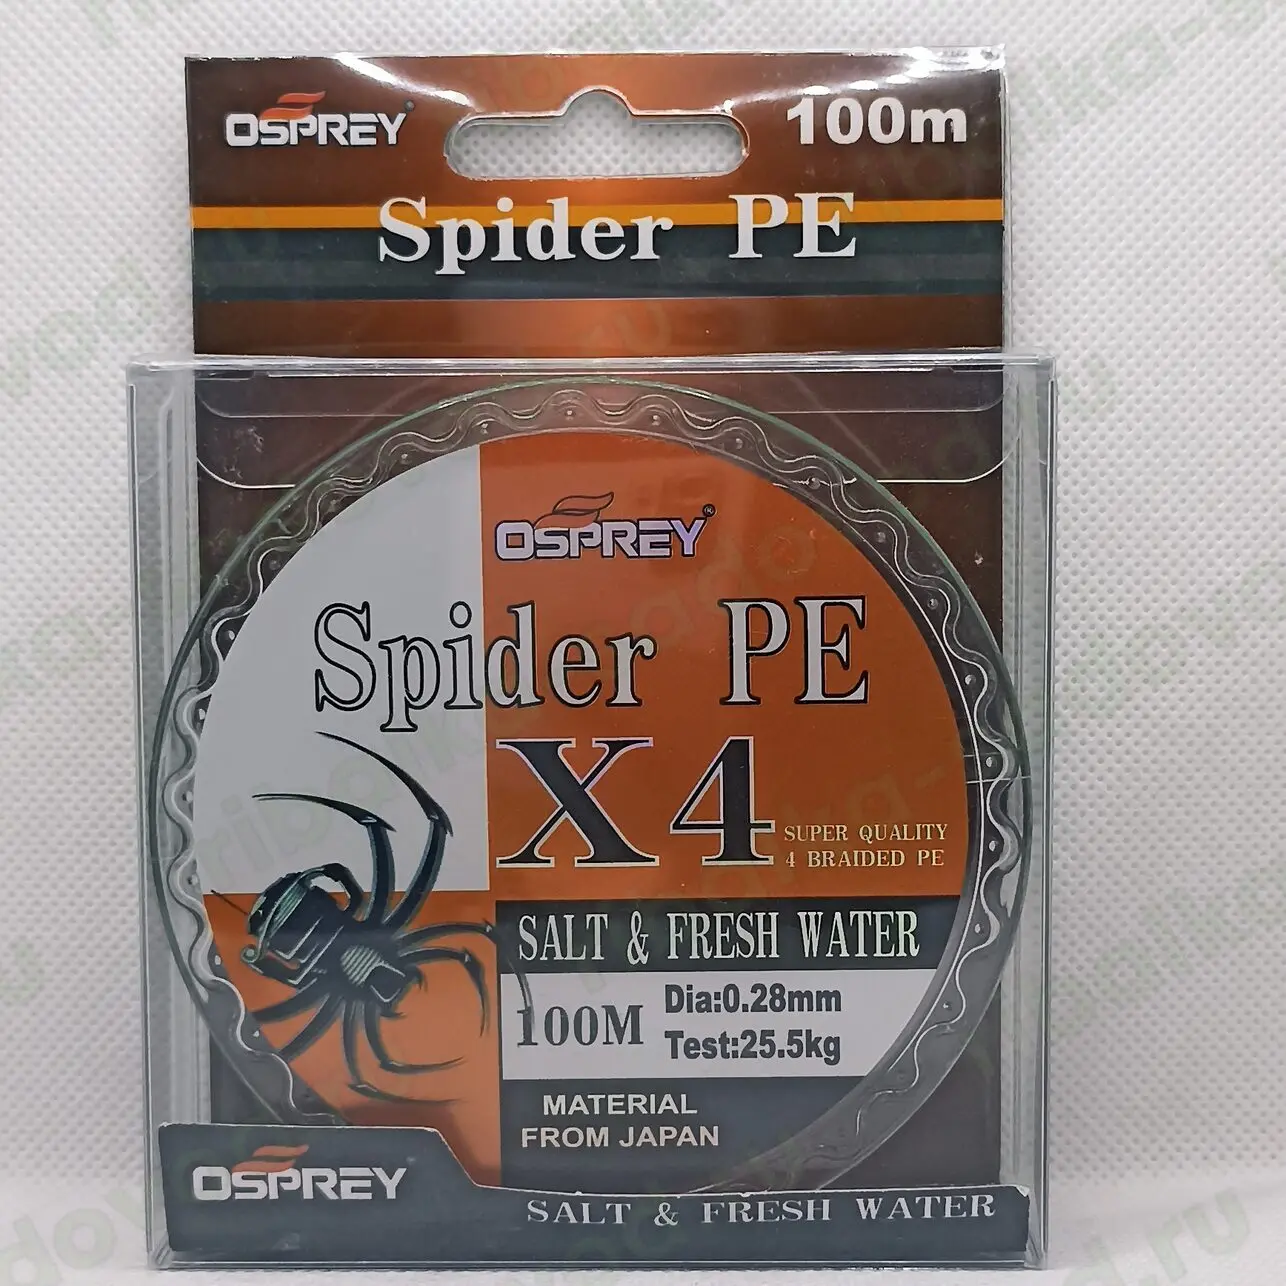 OSPREY®
100m
Spider PE
OSPREY®
Spider PE
X4
SUPER QUALITY
4 BRAIDED PE
SALT & FRESH WATER
100M
Dia:0.28mm
Test:25.5kg
MATERIAL
FROM JAPAN
OSPREY
SALT & FRESH WATER